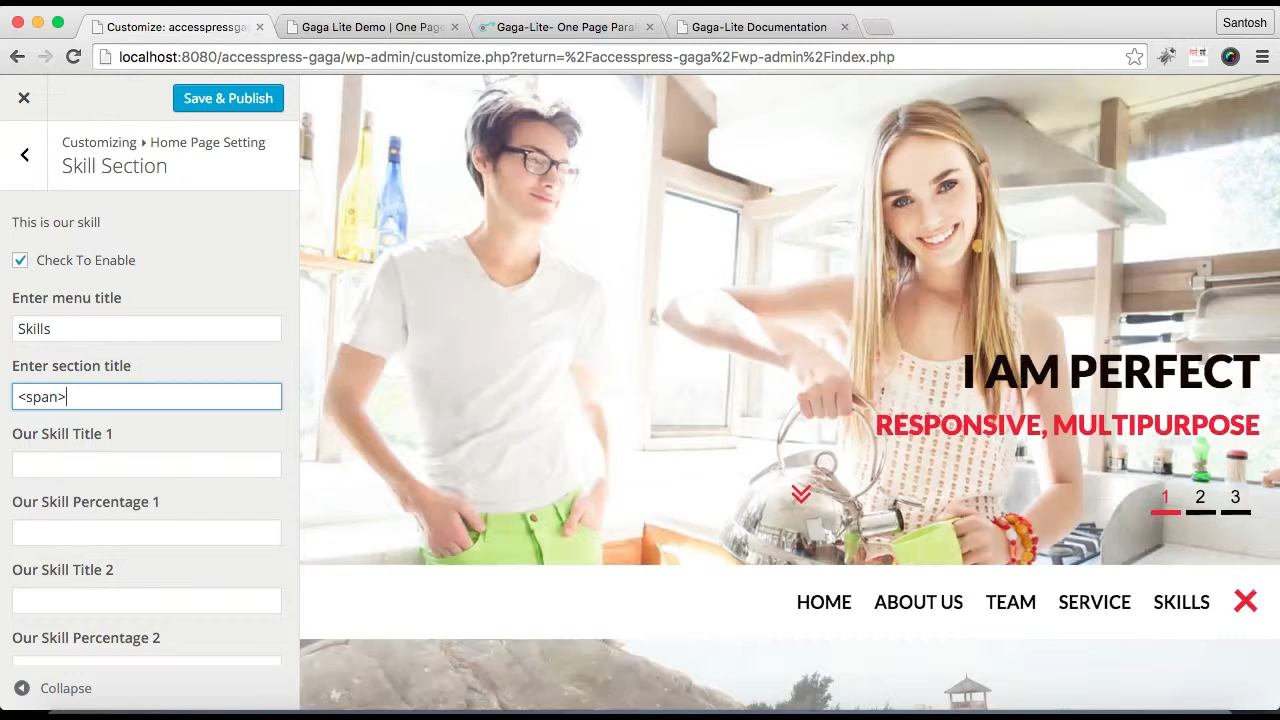 Customize: accesspressga
Gaga Lite Demo | One Page
Gaga-Lite- One Page Paral
Gaga-Lite Documentation
Santosh
localhost:8080/accesspress-gaga/wp-admin/customize.php?return=%2Faccesspress-gaga%2Fwp-admin%2Findex.php
Save & Publish
Customizing Home Page Setting
Skill Section
This is our skill
Check To Enable
Enter menu title
Skills
Enter section title
<span>
Our Skill Title 1
Our Skill Percentage 1
Our Skill Title 2
Our Skill Percentage 2
Collapse
I AM PERFECT
RESPONSIVE, MULTIPURPOSE
1 2 3
HOME ABOUT US TEAM SERVICE SKILLS